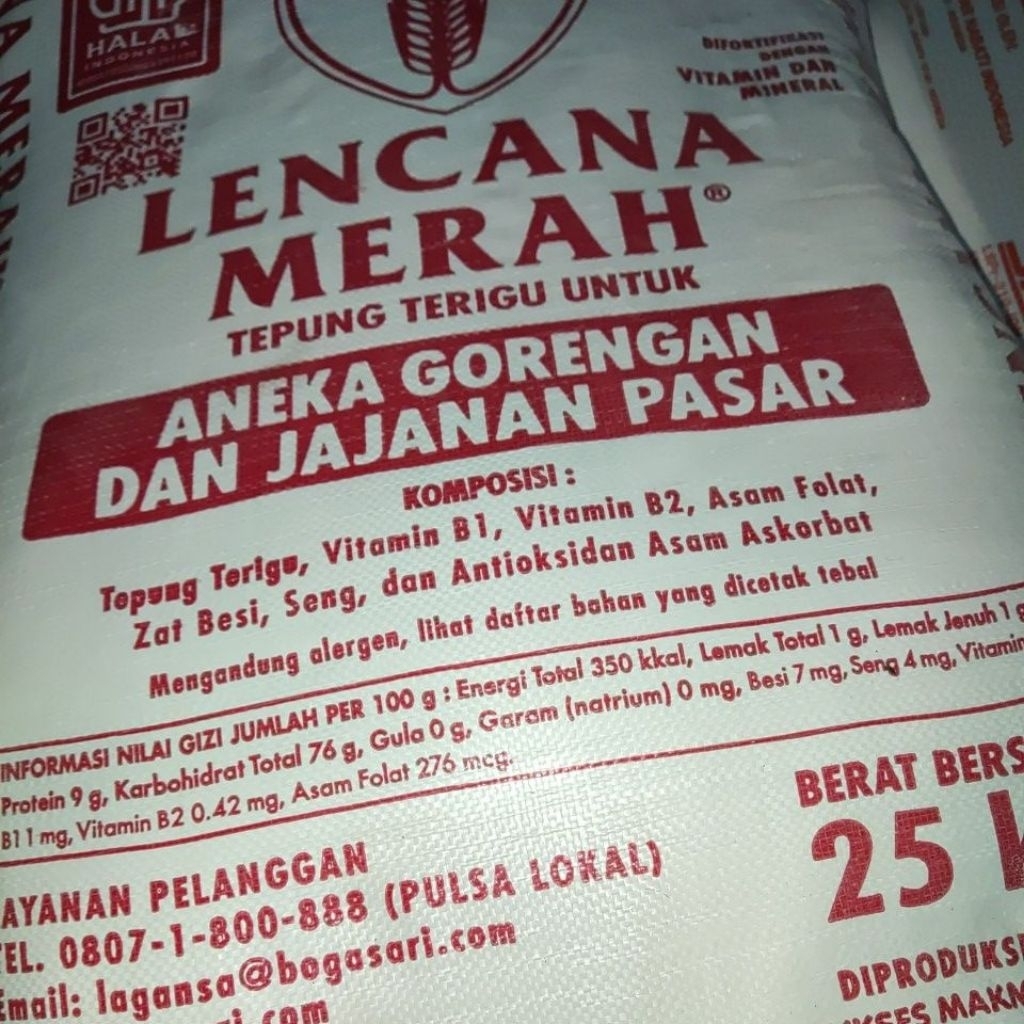 HALAL
INDONESIA
DIFORTIFIKASI
DENGAN
VITAMIN DAN
MINERAL
LENCANA
MERAH®
TEPUNG TERIGU UNTUK
ANEKA GORENGAN
DAN JAJANAN PASAR
KOMPOSISI :
Tepung Terigu, Vitamin B1, Vitamin B2, Asam Folat,
Zat Besi, Seng, dan Antioksidan Asam Askorbat
Mengandung alergen, lihat daftar bahan yang dicetak tebal
INFORMASI NILAI GIZI JUMLAH PER 100 g : Energi Total 350 kkal, Lemak Total 1 g, Lemak Jenuh 1 g
Protein 9 g, Karbohidrat Total 76 g, Gula 0 g, Garam (natrium) 0 mg, Besi 7 mg, Seng 4 mg, Vitamin
B1 1 mg, Vitamin B2 0.42 mg, Asam Folat 276 mcg.
BERAT BERS
25 k
AYANAN PELANGGAN
TEL. 0807-1-800-888 (PULSA LOKAL)
Email: lagansa@bogasari.com
DIPRODUKSI